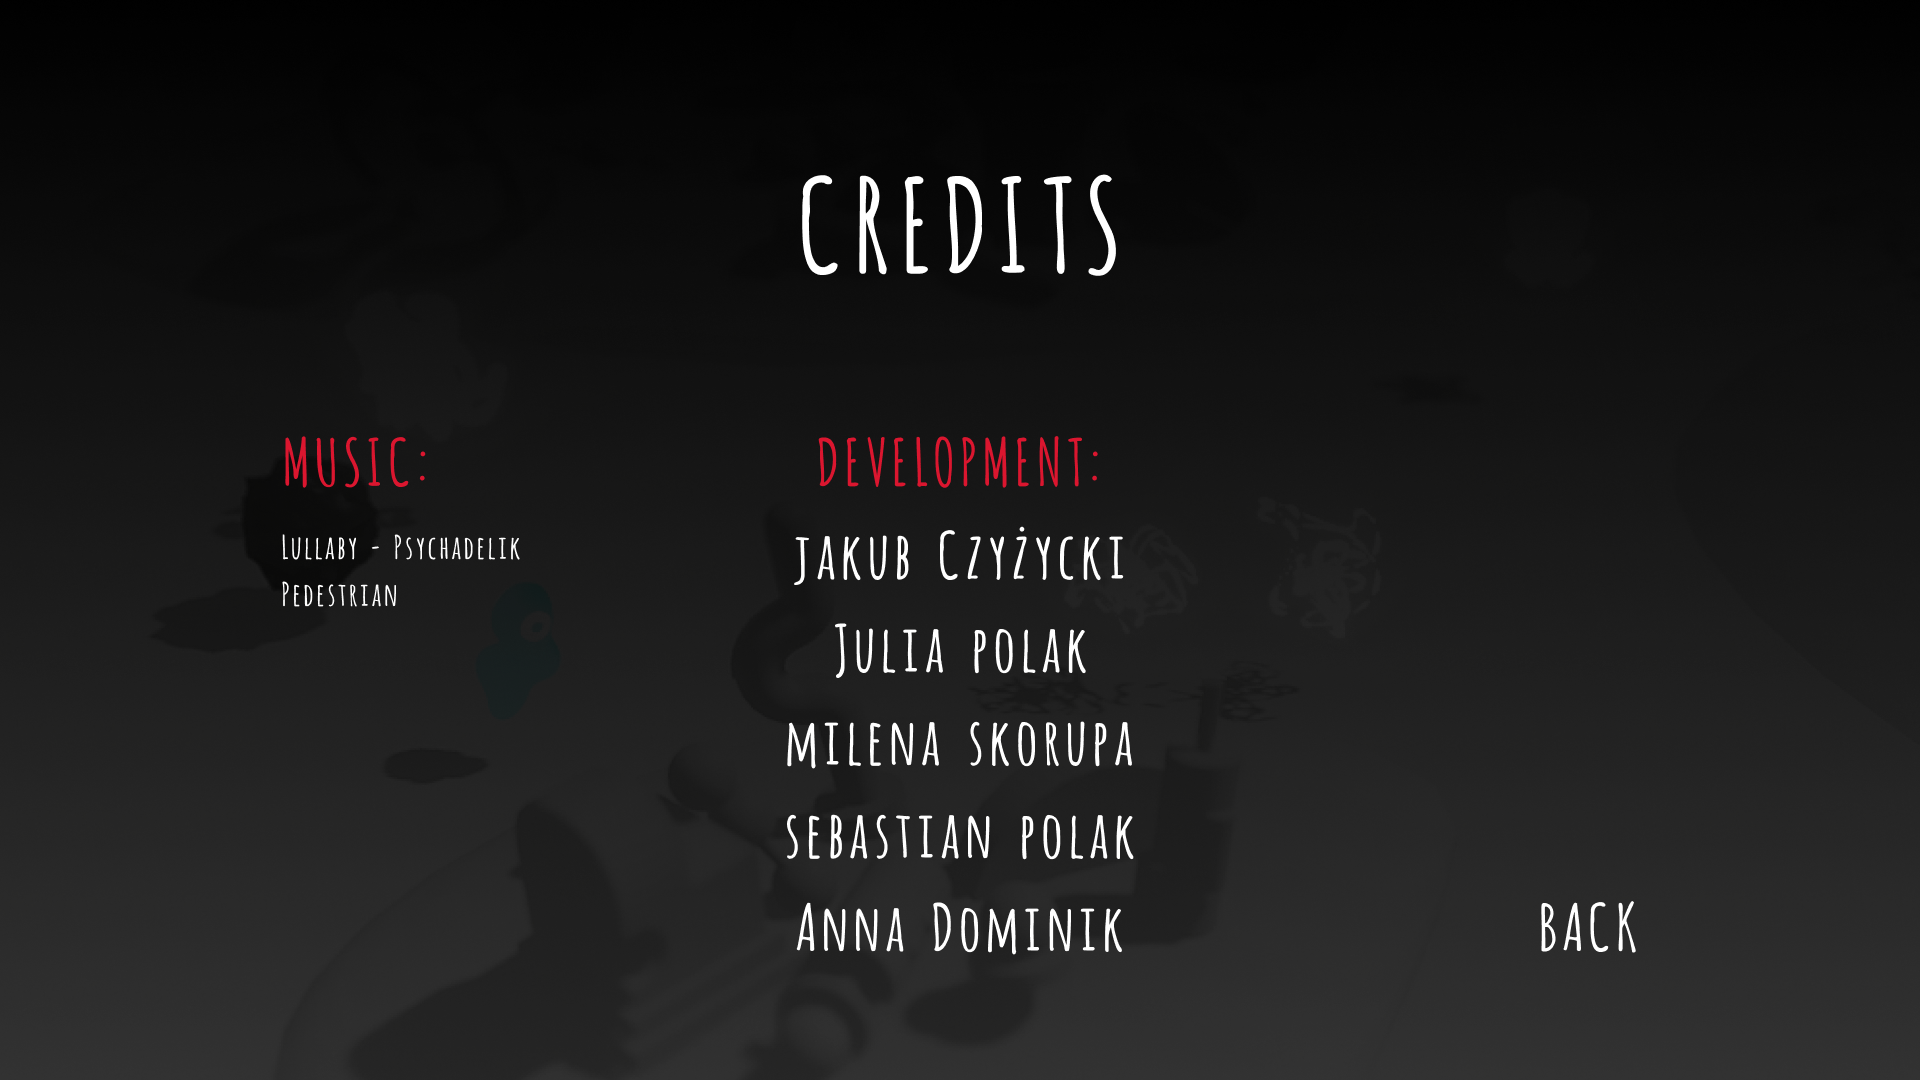 CREDITS
MUSIC:
Lullaby - Psychadelik
Pedestrian
DEVELOPMENT:
jakub Czyżycki
Julia polak
milena skorupa
sebastian polak
Anna Dominik
BACK